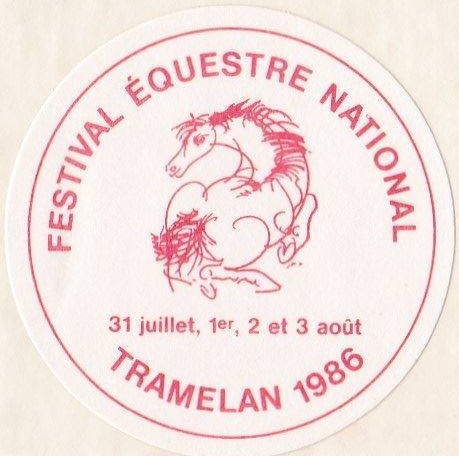 FESTIVAL ÉQUESTRE NATIONAL
31 juillet, 1er, 2 et 3 août
TRAMELAN 1986